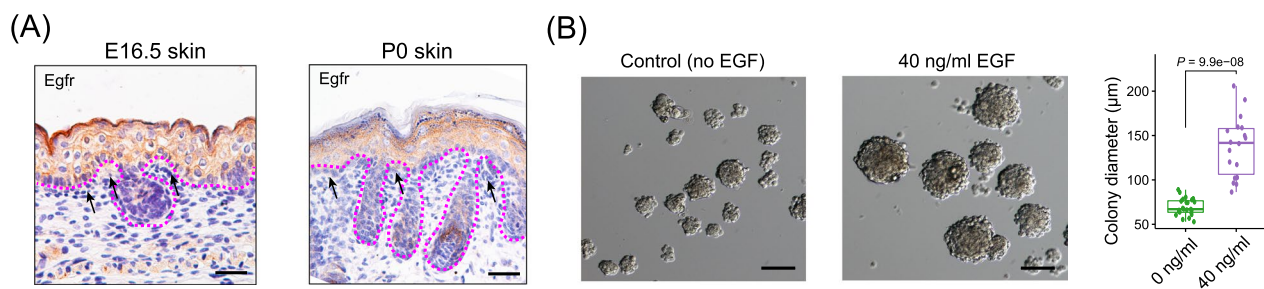 (A)
E16.5 skin
P0 skin
Egfr
Egfr
(B)
Control (no EGF)
40 ng/ml EGF
P = 9.9e−08
Colony diameter (μm)
200
150
100
50
0 ng/ml
40 ng/ml